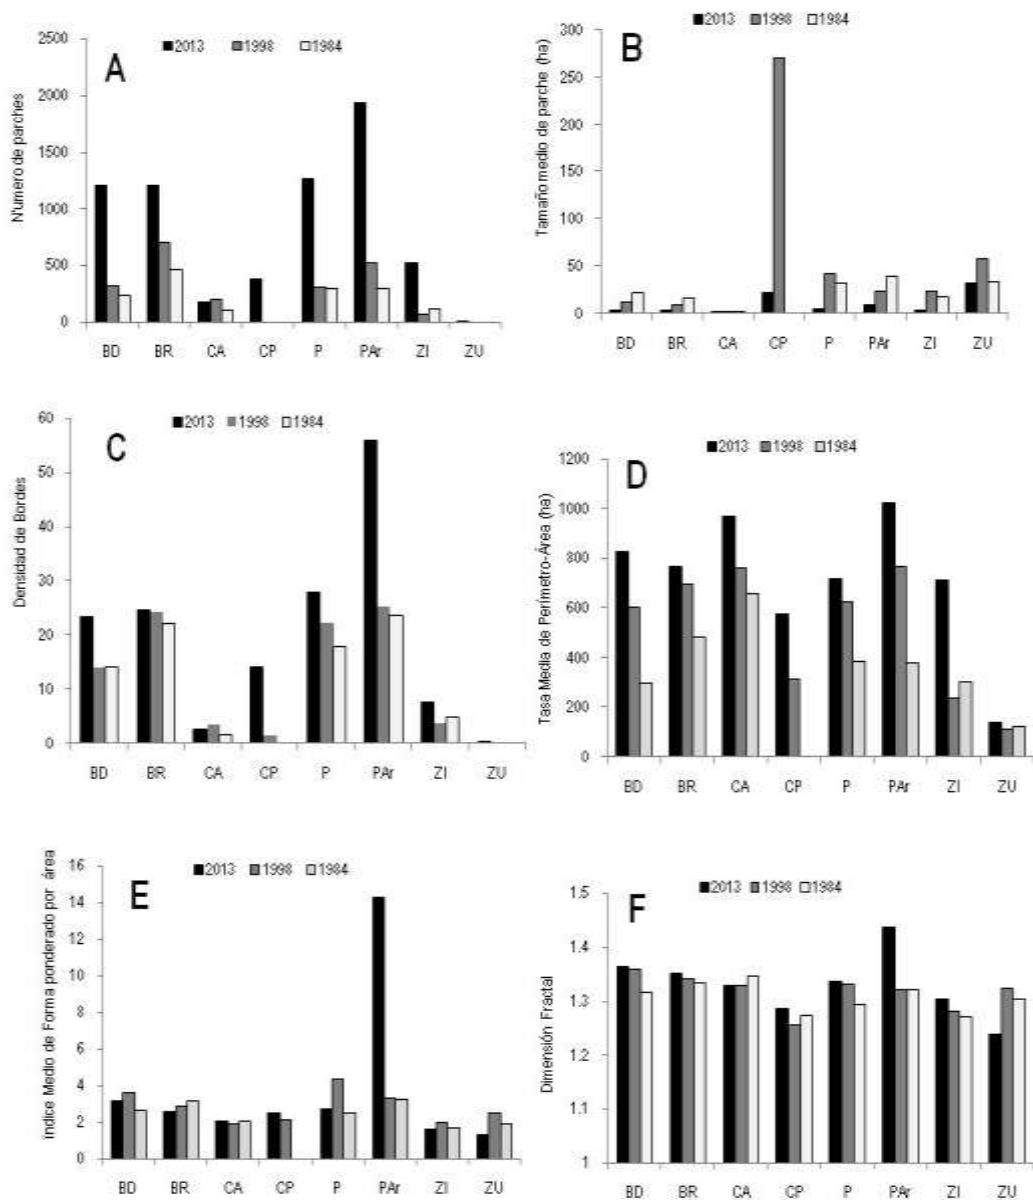 A
2013 1998 1984
Número de parches
2500
2000
1500
1000
500
0
BD BR CA CP P PAr ZI ZU
B
2013 1998 1984
Tamaño medio de parche (ha)
300
250
200
150
100
50
0
BD BR CA CP P PAr ZI ZU
C
2013 1998 1984
Densidad de Bordes
60
50
40
30
20
10
0
BD BR CA CP P PAr ZI ZU
D
2013 1998 1984
Tasa Media de Perímetro-Área (ha)
1200
1000
800
600
400
200
0
BD BR CA CP P PAr ZI ZU
E
2013 1998 1984
Índice Medio de Forma ponderado por área
16
14
12
10
8
6
4
2
0
BD BR CA CP P PAr ZI ZU
F
2013 1998 1984
Dimensión Fractal
1.5
1.4
1.3
1.2
1.1
1
BD BR CA CP P PAr ZI ZU